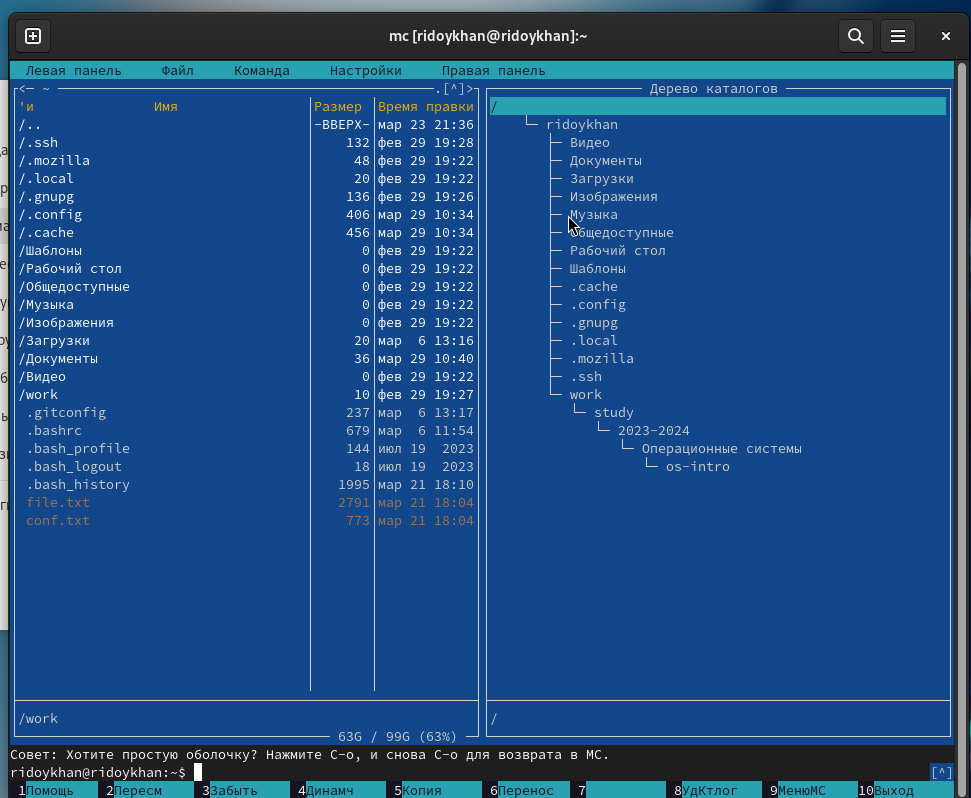 mc [ridoykhan@ridoykhan]:~
Левая панель Файл Команда Настройки Правая панель
<─ ~ .[^]>
'и Имя Размер Время правки
/.. -ВВЕРХ- мар 23 21:36
/.ssh 132 фев 29 19:28
/.mozilla 48 фев 29 19:22
/.local 20 фев 29 19:22
/.gnupg 136 фев 29 19:26
/.config 406 мар 29 10:34
/.cache 456 мар 29 10:34
/Шаблоны 0 фев 29 19:22
/Рабочий стол 0 фев 29 19:22
/Общедоступные 0 фев 29 19:22
/Музыка 0 фев 29 19:22
/Изображения 0 фев 29 19:22
/Загрузки 20 мар 6 13:16
/Документы 36 мар 29 10:40
/Видео 0 фев 29 19:22
/work 10 фев 29 19:27
.gitconfig 237 мар 6 13:17
.bashrc 679 мар 6 11:54
.bash_profile 144 июл 19 2023
.bash_logout 18 июл 19 2023
.bash_history 1995 мар 21 18:10
file.txt 2791 мар 21 18:04
conf.txt 773 мар 21 18:04
/work
63G / 99G (63%)
Дерево каталогов
/
ridoykhan
Видео
Документы
Загрузки
Изображения
Музыка
Общедоступные
Рабочий стол
Шаблоны
.cache
.config
.gnupg
.local
.mozilla
.ssh
work
study
2023-2024
Операционные системы
os-intro
/
Совет: Хотите простую оболочку? Нажмите C-o, и снова C-o для возврата в MC.
ridoykhan@ridoykhan:~$ [^]
1Помощь 2Пересм 3Забыть 4Динамч 5Копия 6Перенос 7 8УдКтлог 9МенюМС 10Выход